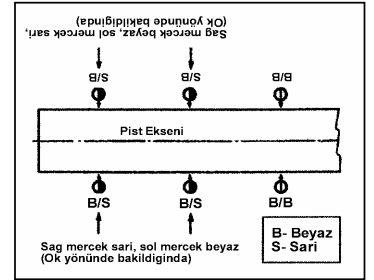 Sag mercek beyaz, sol mercek sari,
(Ok yönünde bakildiginda)
B/S B/S B/B
Pist Ekseni
B/S B/S B/B
Sag mercek sari, sol mercek beyaz
(Ok yönünde bakildiginda)
B- Beyaz
S- Sari